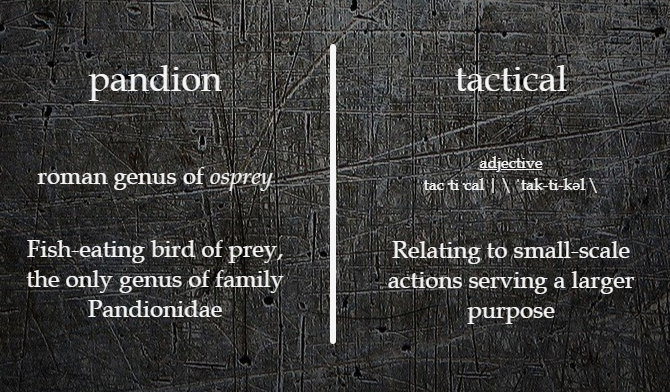 pandion
roman genus of osprey
Fish-eating bird of prey,
the only genus of family
Pandionidae
tactical
adjective
tac·ti·cal | \ ˈtak-ti-kəl \
Relating to small-scale
actions serving a larger
purpose